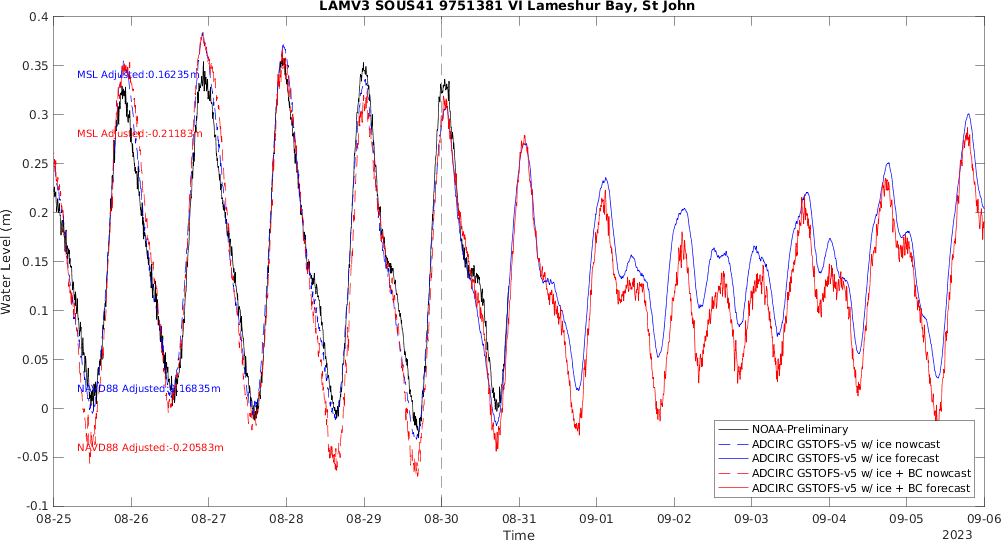 LAMV3 SOUS41 9751381 VI Lameshur Bay, St John
0.4
0.35
0.3
0.25
0.2
0.15
0.1
0.05
0
-0.05
-0.1
Water Level (m)
MSL Adjusted:0.16235m
MSL Adjusted:-0.21183m
NAVD88 Adjusted:0.16835m
NAVD88 Adjusted:-0.20583m
NOAA-Preliminary
ADCIRC GSTOFS-v5 w/ ice nowcast
ADCIRC GSTOFS-v5 w/ ice forecast
ADCIRC GSTOFS-v5 w/ ice + BC nowcast
ADCIRC GSTOFS-v5 w/ ice + BC forecast
08-25 08-26 08-27 08-28 08-29 08-30 08-31 09-01 09-02 09-03 09-04 09-05 09-06
Time
2023